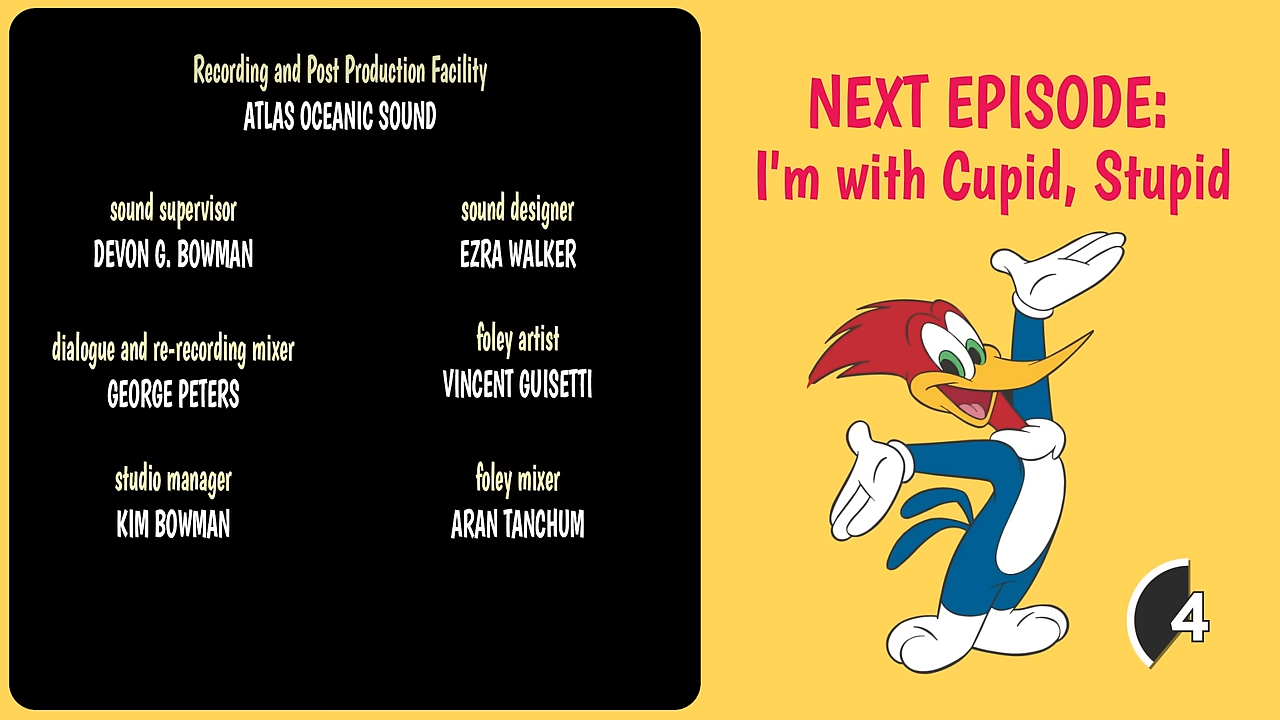 Recording and Post Production Facility
ATLAS OCEANIC SOUND
sound supervisor
DEVON G. BOWMAN
sound designer
EZRA WALKER
dialogue and re-recording mixer
GEORGE PETERS
foley artist
VINCENT GUISETTI
studio manager
KIM BOWMAN
foley mixer
ARAN TANCHUM
NEXT EPISODE:
I'm with Cupid, Stupid
4